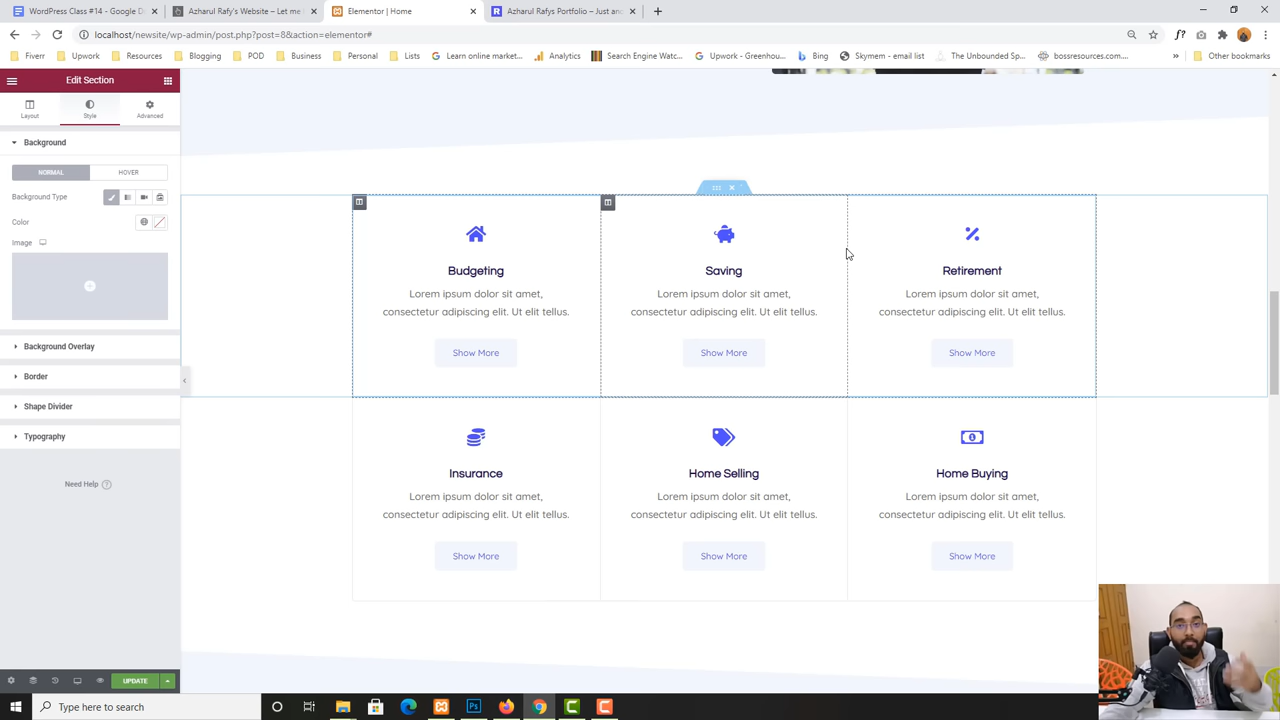 WordPress Class #14 - Google D
Azharul Rafy's Website – Let me
Elementor | Home
Azharul Rafys Portfolio – Just an
localhost/newsite/wp-admin/post.php?post=8&action=elementor#
Fiverr
Upwork
Resources
Blogging
POD
Business
Personal
Lists
Learn online market...
Analytics
Search Engine Watc...
Upwork - Greenhou...
Bing
Skymem - email list
The Unbounded Sp...
bossresources.com...
Other bookmarks
Edit Section
Layout
Style
Advanced
Background
NORMAL
HOVER
Background Type
Color
Image
Background Overlay
Border
Shape Divider
Typography
Need Help
UPDATE
Budgeting
Lorem ipsum dolor sit amet,
consectetur adipiscing elit. Ut elit tellus.
Show More
Saving
Lorem ipsum dolor sit amet,
consectetur adipiscing elit. Ut elit tellus.
Show More
Retirement
Lorem ipsum dolor sit amet,
consectetur adipiscing elit. Ut elit tellus.
Show More
Insurance
Lorem ipsum dolor sit amet,
consectetur adipiscing elit. Ut elit tellus.
Show More
Home Selling
Lorem ipsum dolor sit amet,
consectetur adipiscing elit. Ut elit tellus.
Show More
Home Buying
Lorem ipsum dolor sit amet,
consectetur adipiscing elit. Ut elit tellus.
Show More
Type here to search